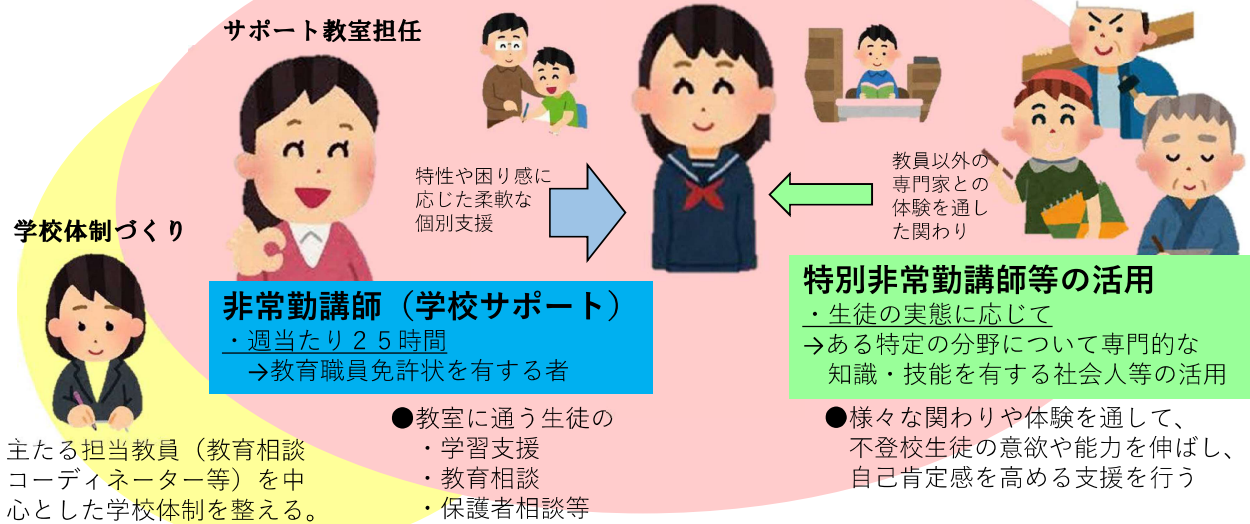 サポート教室担任
特性や困り感に
応じた柔軟な
個別支援
教員以外の
専門家との
体験を通し
た関わり
学校体制づくり
非常勤講師（学校サポート）
・週当たり２５時間
→教育職員免許状を有する者
特別非常勤講師等の活用
・生徒の実態に応じて
→ある特定の分野について専門的な
知識・技能を有する社会人等の活用
主たる担当教員（教育相談
コーディネーター等）を中
心とした学校体制を整える。
●教室に通う生徒の
・学習支援
・教育相談
・保護者相談等
●様々な関わりや体験を通して、
不登校生徒の意欲や能力を伸ばし、
自己肯定感を高める支援を行う